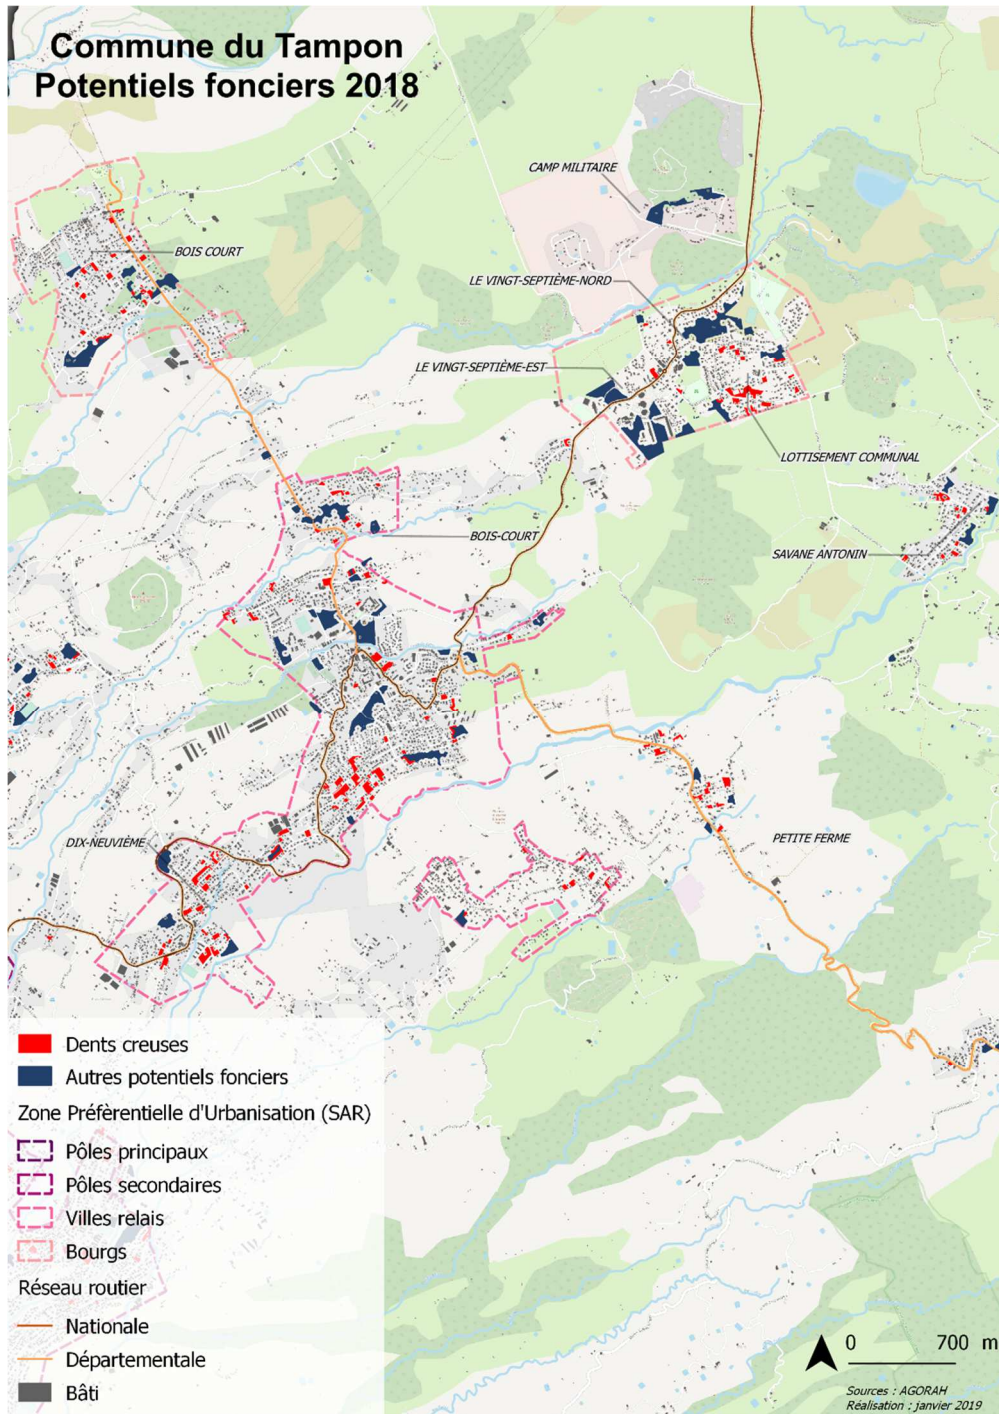 Commune du Tampon
Potentiels fonciers 2018
CAMP MILITAIRE
BOIS COURT
LE VINGT-SEPTIÈME-NORD
LE VINGT-SEPTIÈME-EST
LOTTISEMENT COMMUNAL
BOIS-COURT
SAVANE ANTONIN
DIX-NEUVIÈME
PETITE FERME
Dents creuses
Autres potentiels fonciers
Zone Préfèrentielle d'Urbanisation (SAR)
Pôles principaux
Pôles secondaires
Villes relais
Bourgs
Réseau routier
Nationale
Départementale
Bâti
0 700 m
Sources : AGORAH
Réalisation : janvier 2019